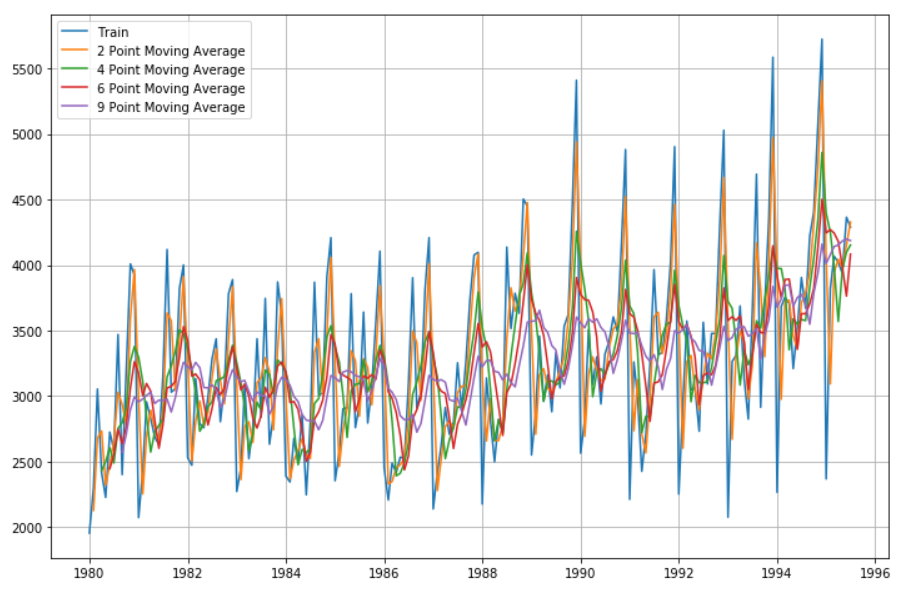 Train
2 Point Moving Average
4 Point Moving Average
6 Point Moving Average
9 Point Moving Average
5500
5000
4500
4000
3500
3000
2500
2000
1980 1982 1984 1986 1988 1990 1992 1994 1996